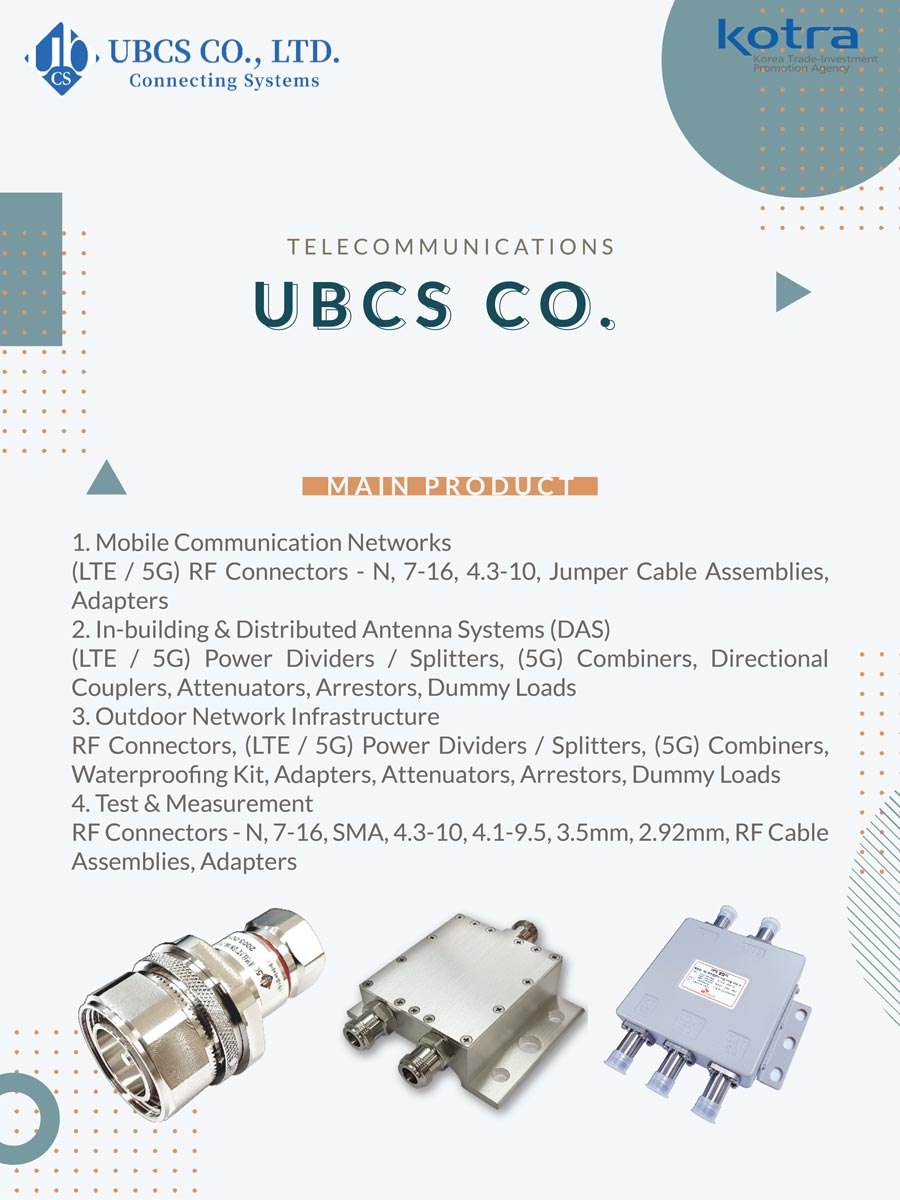 UBCS CO., LTD.
Connecting Systems
CS
kotra
Korea Trade-Investment
Promotion Agency
TELECOMMUNICATIONS
UBCS CO.
MAIN PRODUCT
1. Mobile Communication Networks
(LTE / 5G) RF Connectors - N, 7-16, 4.3-10, Jumper Cable Assemblies,
Adapters
2. In-building & Distributed Antenna Systems (DAS)
(LTE / 5G) Power Dividers / Splitters, (5G) Combiners, Directional
Couplers, Attenuators, Arrestors, Dummy Loads
3. Outdoor Network Infrastructure
RF Connectors, (LTE / 5G) Power Dividers / Splitters, (5G) Combiners,
Waterproofing Kit, Adapters, Attenuators, Arrestors, Dummy Loads
4. Test & Measurement
RF Connectors - N, 7-16, SMA, 4.3-10, 4.1-9.5, 3.5mm, 2.92mm, RF Cable
Assemblies, Adapters